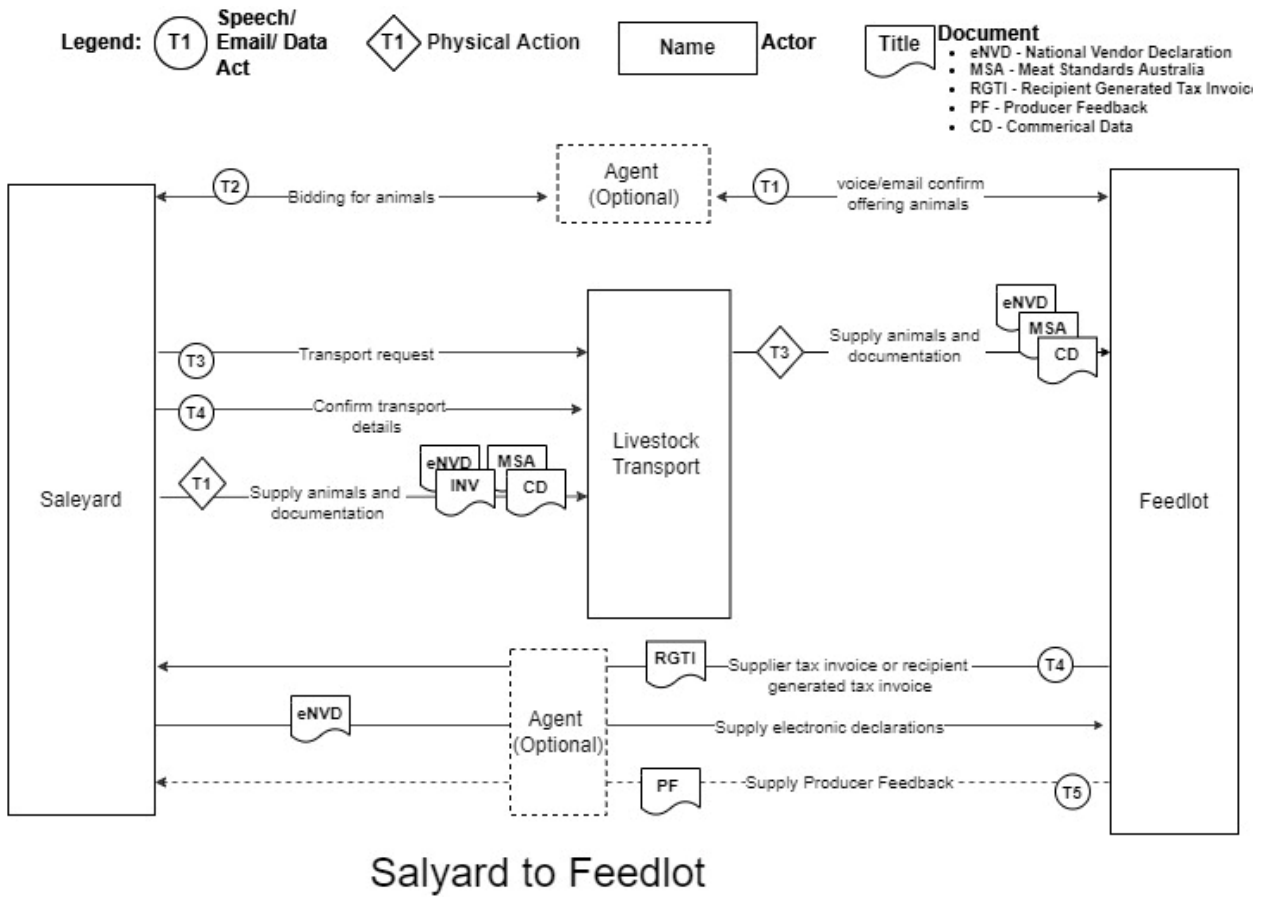 Legend:
T1
Speech/
Email/ Data
Act
T1
Physical Action
Name
Actor
Title
Document
• eNVD - National Vendor Declaration
• MSA - Meat Standards Australia
• RGTI - Recipient Generated Tax Invoice
• PF - Producer Feedback
• CD - Commerical Data
T2
Bidding for animals
Agent
(Optional)
T1
voice/email confirm
offering animals
Saleyard
T3
Transport request
T4
Confirm transport
details
T1
Supply animals and
documentation
eNVD
MSA
INV
CD
Livestock
Transport
T3
Supply animals and
documentation
eNVD
MSA
CD
Feedlot
RGTI
Supplier tax invoice or recipient
generated tax invoice
T4
eNVD
Agent
(Optional)
Supply electronic declarations
PF
Supply Producer Feedback
T5
Salyard to Feedlot